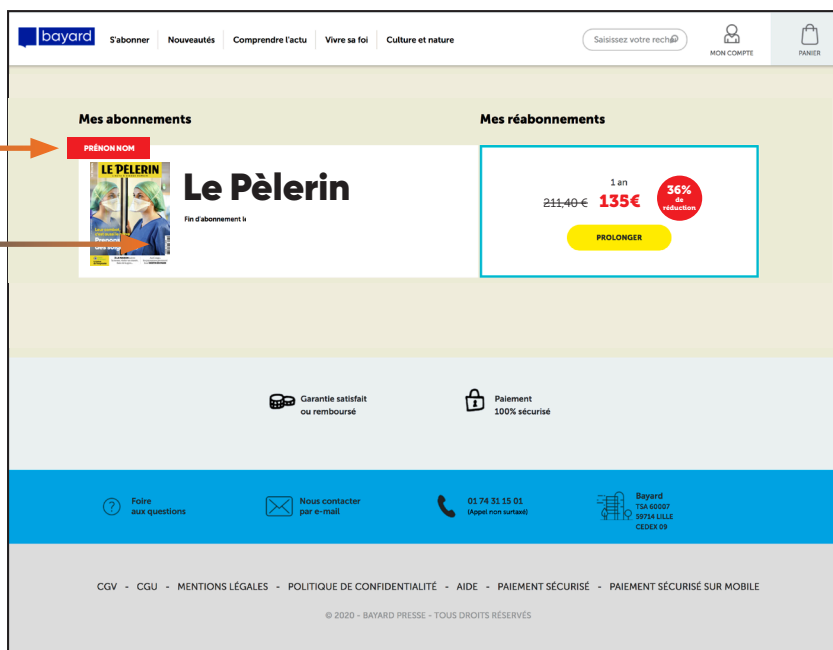 bayard
S'abonner Nouveautés Comprendre l'actu Vivre sa foi Culture et nature
Saisissez votre reche
MON COMPTE
PANIER
Mes abonnements
Mes réabonnements
PRÉNON NOM
LE PÈLERIN
Le Pèlerin
Fin d'abonnement le
1 an
211,40 € 135€
36%
de
réduction
PROLONGER
Garantie satisfait
ou remboursé
Paiement
100% sécurisé
Foire
aux questions
Nous contacter
par e-mail
01 74 31 15 01
(Appel non surtaxé)
Bayard
TSA 60007
59714 LILLE
CEDEX 09
CGV - CGU - MENTIONS LÉGALES - POLITIQUE DE CONFIDENTIALITÉ - AIDE - PAIEMENT SÉCURISÉ - PAIEMENT SÉCURISÉ SUR MOBILE
© 2020 - BAYARD PRESSE - TOUS DROITS RÉSERVÉS